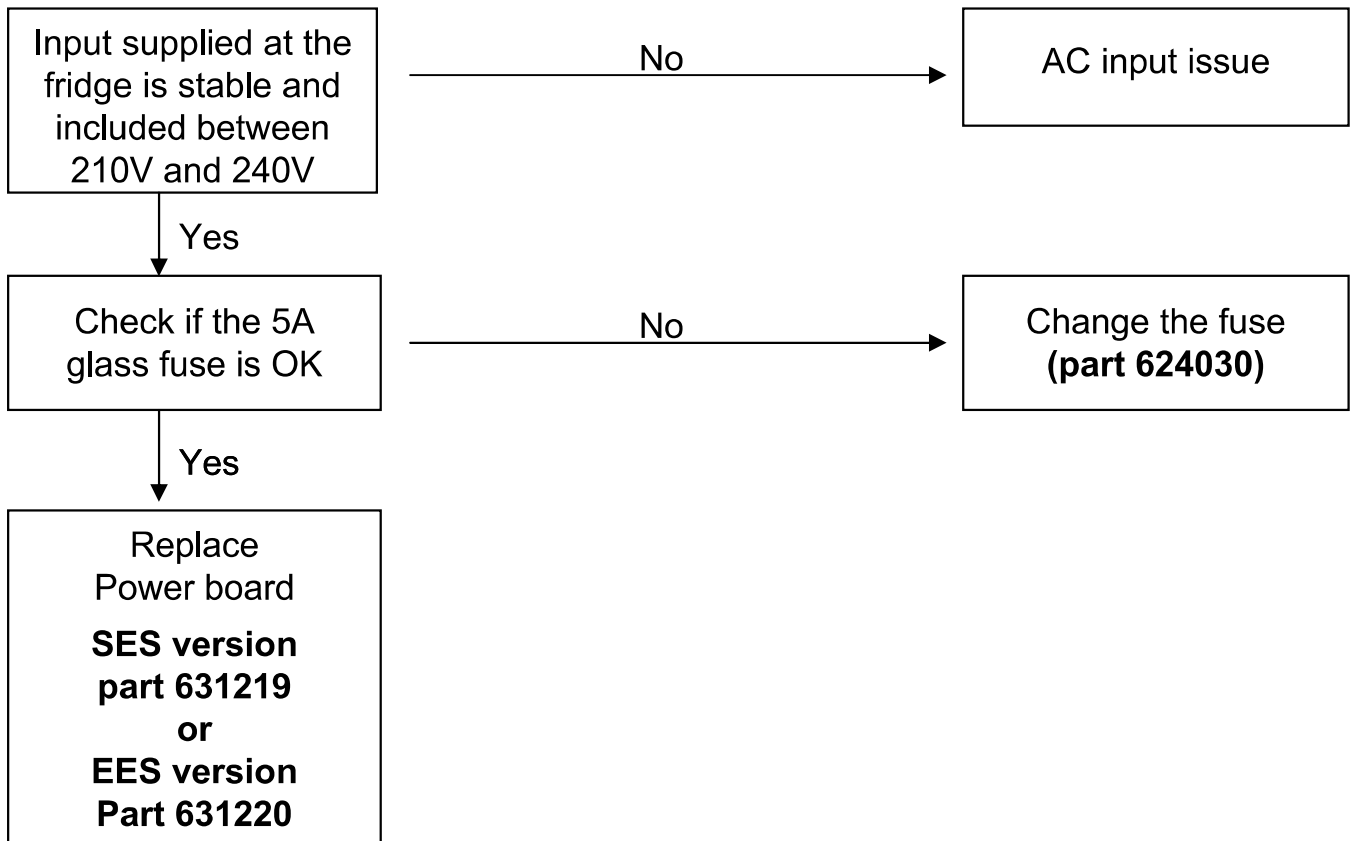 Input supplied at the
fridge is stable and
included between
210V and 240V
No
AC input issue
Yes
Check if the 5A
glass fuse is OK
No
Change the fuse
(part 624030)
Yes
Replace
Power board
SES version
part 631219
or
EES version
Part 631220